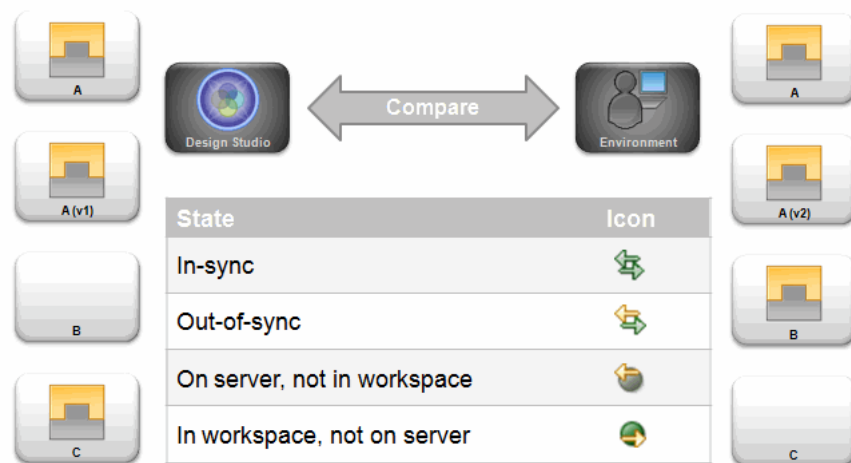 A
A
Compare
Design Studio
Environment
A (v1)
A (v2)
State Icon
In-sync
Out-of-sync
B
B
On server, not in workspace
In workspace, not on server
C
C